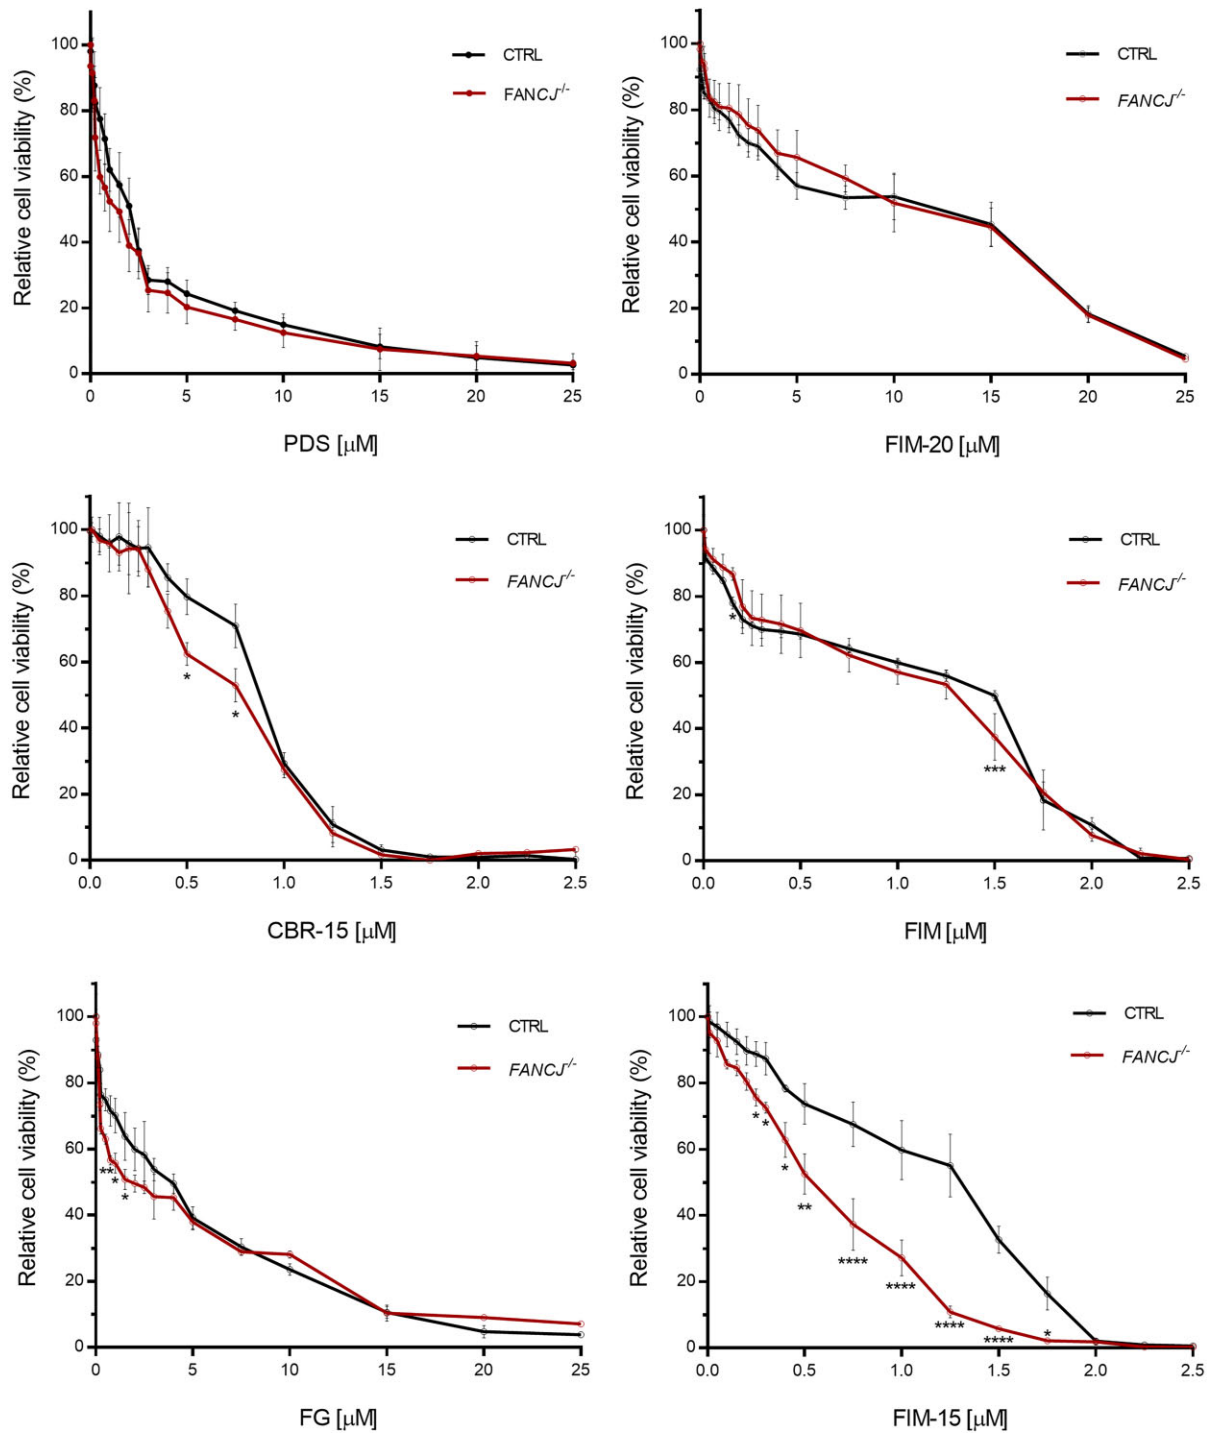 CTRL
FANCJ-/-
Relative cell viability (%)
100
80
60
40
20
0
0 5 10 15 20 25
PDS [µM]
CTRL
FANCJ-/-
Relative cell viability (%)
100
80
60
40
20
0
0 5 10 15 20 25
FIM-20 [µM]
CTRL
FANCJ-/-
Relative cell viability (%)
100
80
60
40
20
0
*
*
0.0 0.5 1.0 1.5 2.0 2.5
CBR-15 [µM]
CTRL
FANCJ-/-
Relative cell viability (%)
100
80
60
40
20
0
*
***
0.0 0.5 1.0 1.5 2.0 2.5
FIM [µM]
CTRL
FANCJ-/-
Relative cell viability (%)
100
80
60
40
20
0
**
*
*
0 5 10 15 20 25
FG [µM]
CTRL
FANCJ-/-
Relative cell viability (%)
100
80
60
40
20
0
*
*
*
**
****
****
****
****
*
0.0 0.5 1.0 1.5 2.0 2.5
FIM-15 [µM]